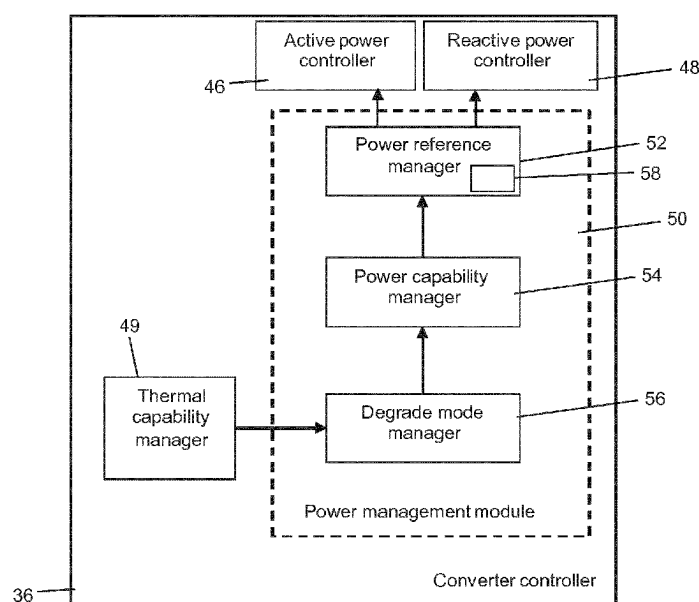 Active power
controller
Reactive power
controller
46
48
Power reference
manager
52
58
50
Power capability
manager
54
49
Thermal
capability
manager
Degrade mode
manager
56
Power management module
36
Converter controller